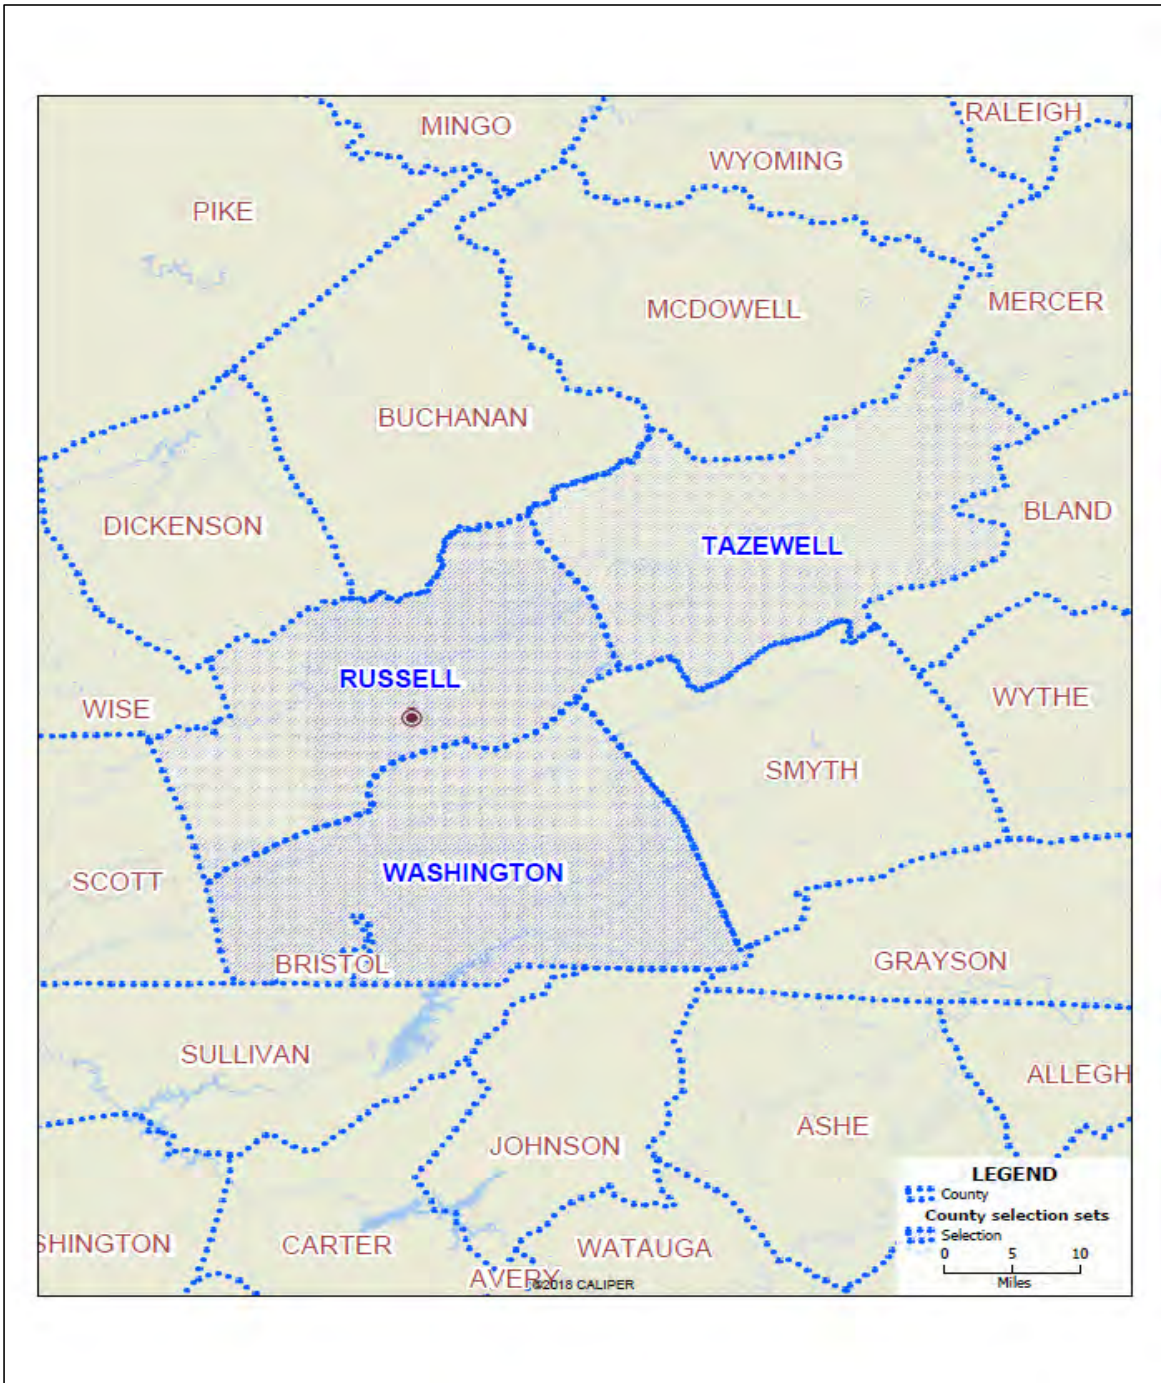 RALEIGH
MINGO
WYOMING
PIKE
MERCER
MCDOWELL
BUCHANAN
BLAND
DICKENSON
TAZEWELL
RUSSELL
WYTHE
WISE
SMYTH
WASHINGTON
SCOTT
GRAYSON
BRISTOL
SULLIVAN
ALLEGH
ASHE
JOHNSON
SHINGTON
CARTER
WATAUGA
AVERY
©2018 CALIPER
LEGEND
County
County selection sets
Selection
0 5 10
Miles